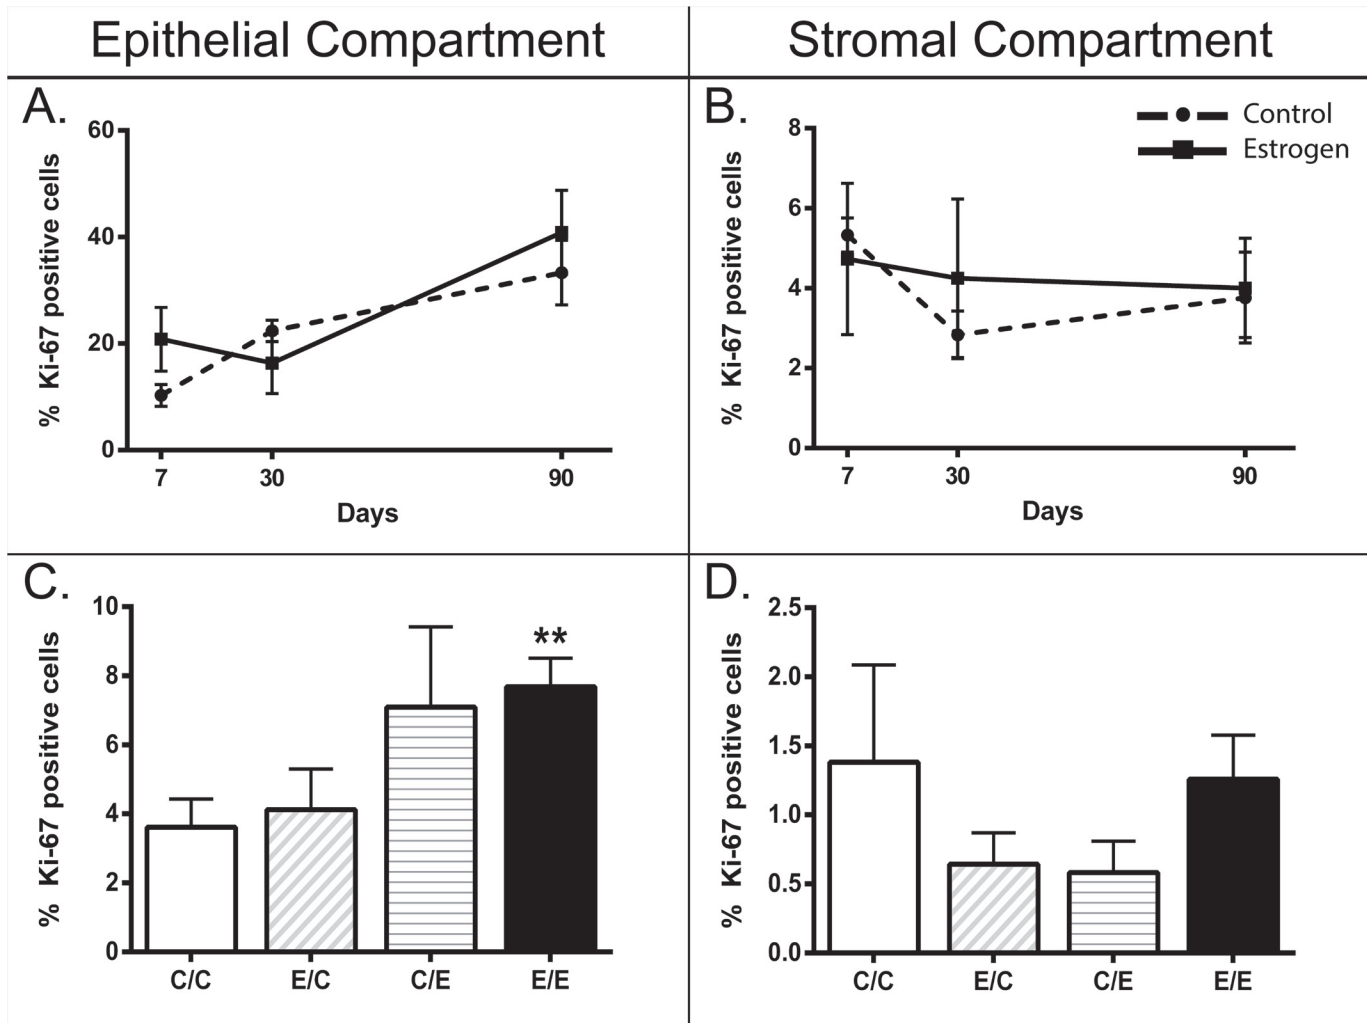 Epithelial Compartment
Stromal Compartment
A.
60
40
20
0
% Ki-67 positive cells
7 30 90
Days
B.
Control
Estrogen
8
6
4
2
0
% Ki-67 positive cells
7 30 90
Days
C.
10
8
6
4
2
0
% Ki-67 positive cells
**
C/C E/C C/E E/E
D.
2.5
2.0
1.5
1.0
0.5
0.0
% Ki-67 positive cells
C/C E/C C/E E/E